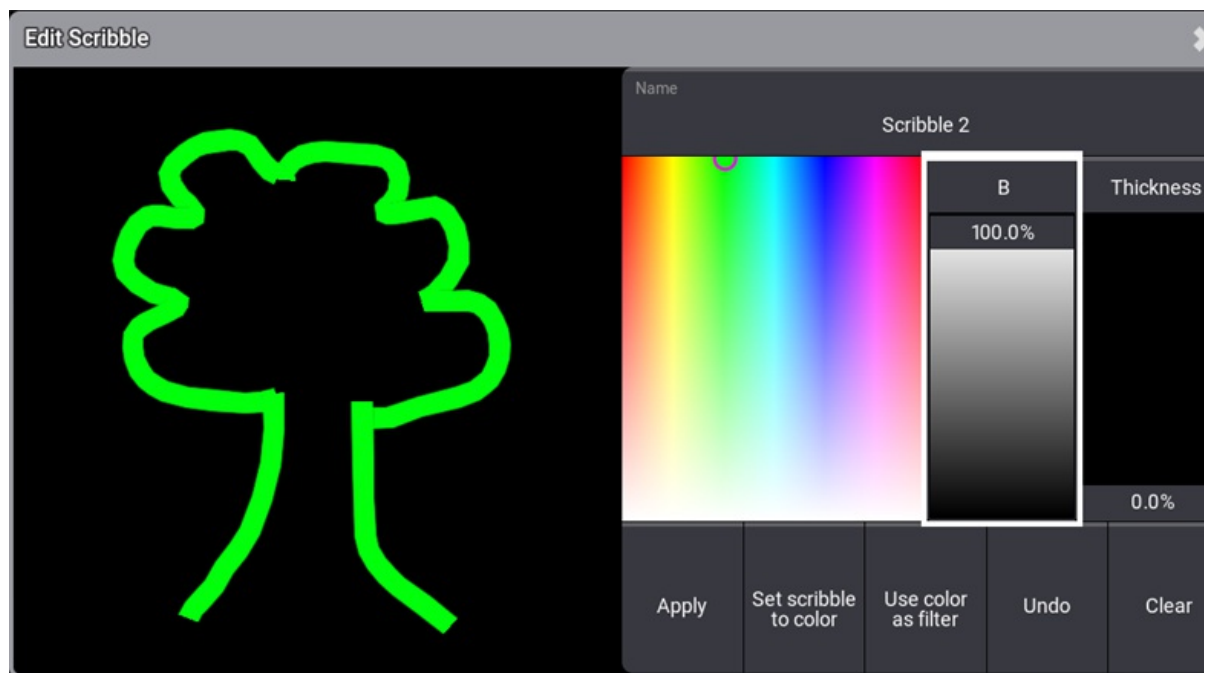 Edit Scribble
Name
Scribble 2
B
Thickness
100.0%
0.0%
Apply
Set scribble
to color
Use color
as filter
Undo
Clear